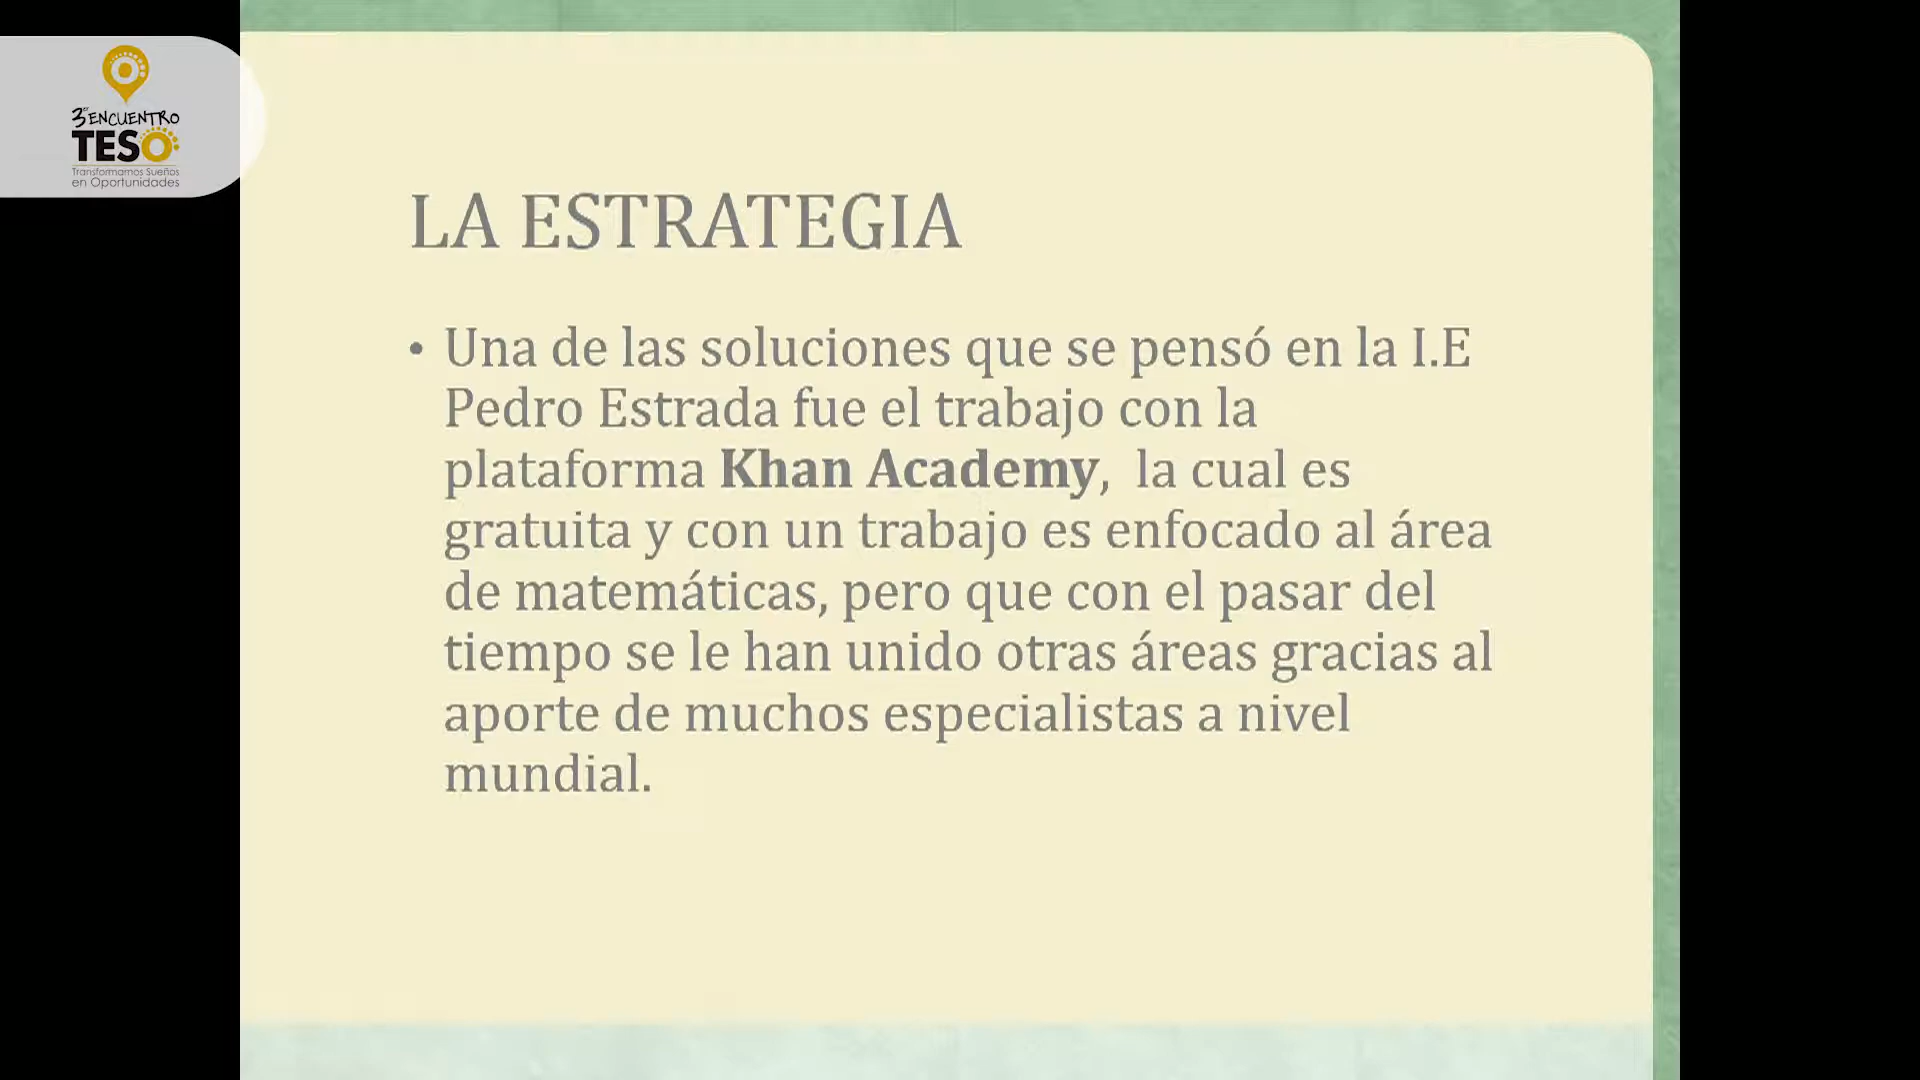 3er ENCUENTRO
TESO
Transformamos Sueños
en Oportunidades
LA ESTRATEGIA
• Una de las soluciones que se pensó en la I.E
Pedro Estrada fue el trabajo con la
plataforma Khan Academy, la cual es
gratuita y con un trabajo es enfocado al área
de matemáticas, pero que con el pasar del
tiempo se le han unido otras áreas gracias al
aporte de muchos especialistas a nivel
mundial.